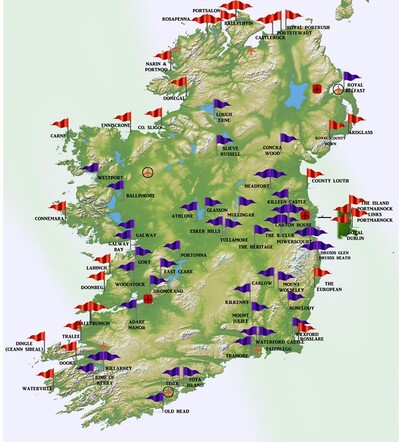 PORTSALON
ROSAPENNA
BALLYLIFFIN
ROYAL PORTRUSH
PORTSTEWART
CASTLEROCK
NARIN &
PORTNOO
DONEGAL
ROYAL
BELFAST
LOUGH
ERNE
ENNISCRONE
CO. SLIGO
CARNE
ARDGLASS
ROYAL COUNTY
DOWN
SLIEVE
RUSSELL
CONCRA
WOOD
WESTPORT
BALLINROBE
HEADFORT
COUNTY LOUTH
KILLEEN CASTLE
THE ISLAND
PORTMARNOCK
LINKS
PORTMARNOCK
ROYAL
DUBLIN
CONNEMARA
ATHLONE
GLASSON
MULLINGAR
CARTON HOUSE
ESKER HILLS
THE K-CLUB
POWERSCOURT
TULLAMORE
THE HERITAGE
DRUIDS GLEN
DRUIDS HEATH
GALWAY
GALWAY
BAY
GORT
PORTUMNA
LAHINCH
EAST CLARE
DOONBEG
WOODSTOCK
DROMOLAND
CARLOW
MOUNT
WOLSELEY
THE
EUROPEAN
KILKENNY
BUNCLODY
MOUNT
JULIET
BALLYBUNION
ADARE
MANOR
TRALEE
WEXFORD
ROSSLARE
WATERFORD CASTLE
FAITHLEGG
TRAMORE
DINGLE
(CEANN SIBEAL)
DOOKS
KILLARNEY
RING OF
KERRY
WATERVILLE
CORK
FOTA
ISLAND
OLD HEAD